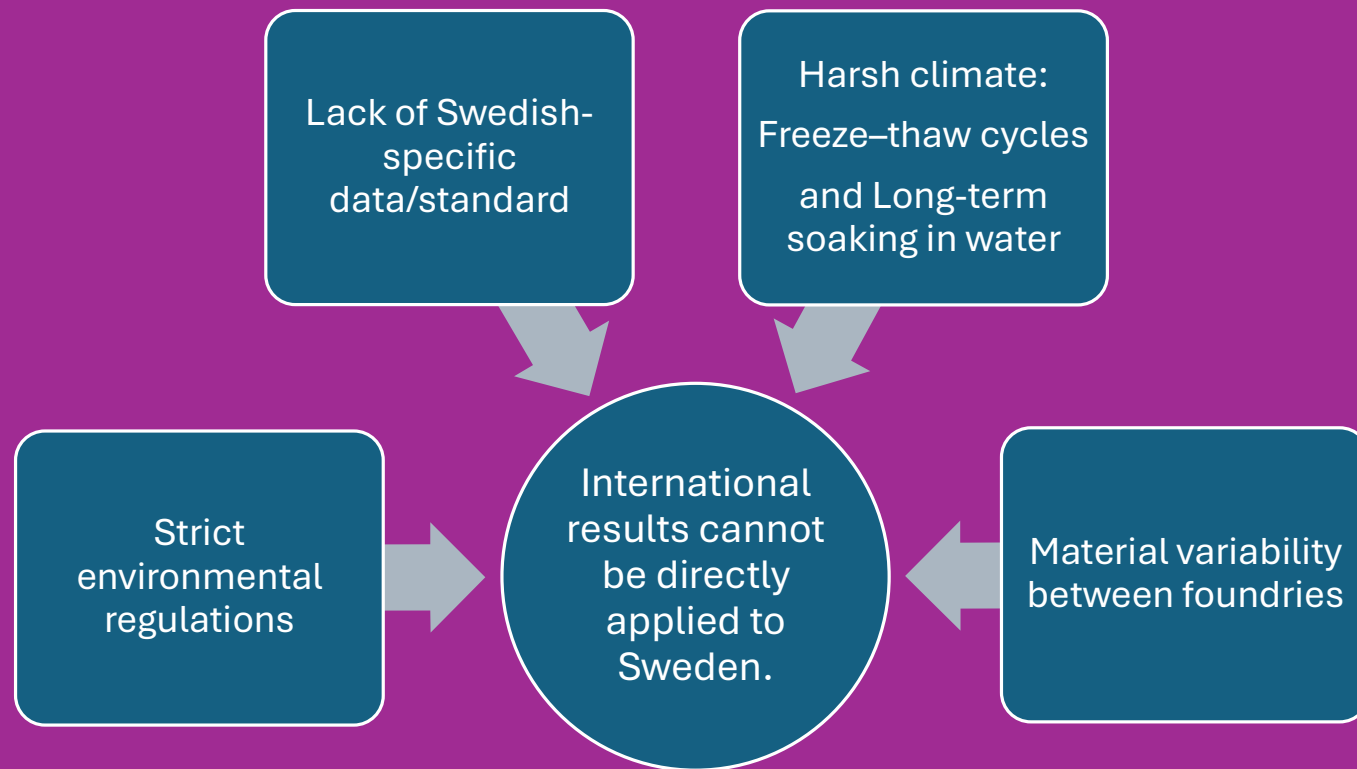 Lack of Swedish-
specific
data/standard
Harsh climate:
Freeze–thaw cycles
and Long-term
soaking in water
Strict
environmental
regulations
International
results cannot
be directly
applied to
Sweden.
Material variability
between foundries